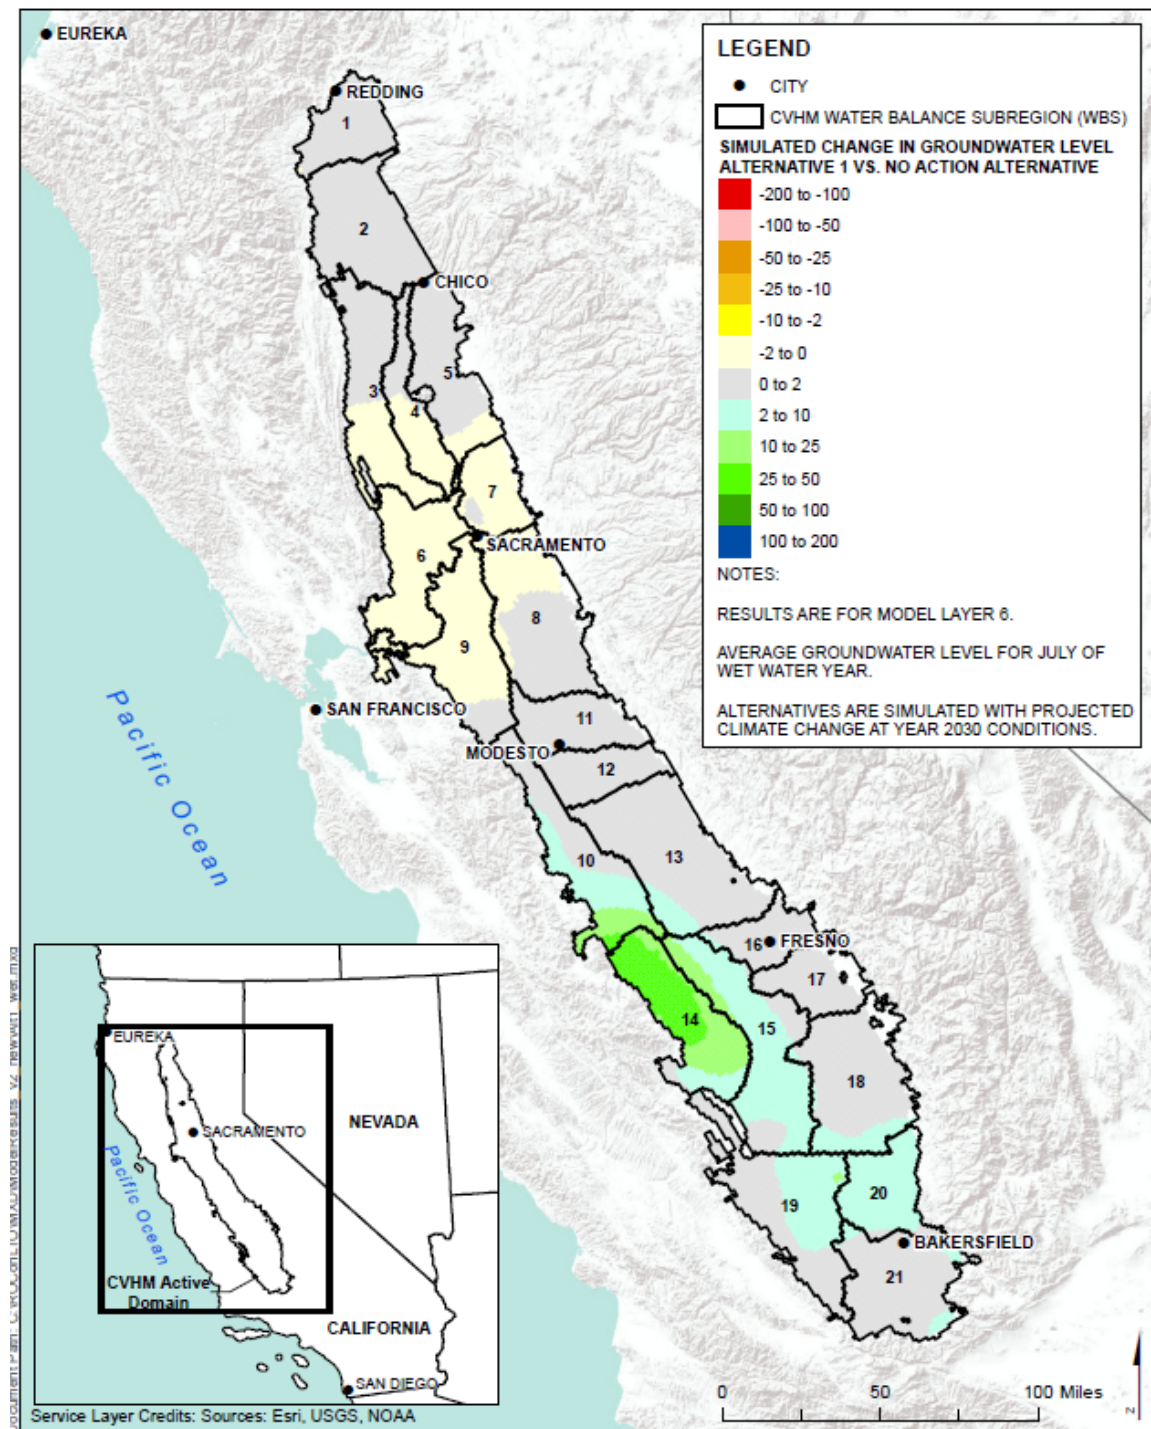 EUREKA
REDDING
1
2
CHICO
3
4
5
7
SACRAMENTO
6
8
9
SAN FRANCISCO
11
MODESTO
12
10
13
16
FRESNO
17
14
15
18
19
20
BAKERSFIELD
21
Pacific Ocean
LEGEND
CITY
CVHM WATER BALANCE SUBREGION (WBS)
SIMULATED CHANGE IN GROUNDWATER LEVEL
ALTERNATIVE 1 VS. NO ACTION ALTERNATIVE
-200 to -100
-100 to -50
-50 to -25
-25 to -10
-10 to -2
-2 to 0
0 to 2
2 to 10
10 to 25
25 to 50
50 to 100
100 to 200
NOTES:
RESULTS ARE FOR MODEL LAYER 6.
AVERAGE GROUNDWATER LEVEL FOR JULY OF
WET WATER YEAR.
ALTERNATIVES ARE SIMULATED WITH PROJECTED
CLIMATE CHANGE AT YEAR 2030 CONDITIONS.
EUREKA
SACRAMENTO
NEVADA
Pacific Ocean
CVHM Active
Domain
CALIFORNIA
SAN DIEGO
0 50 100 Miles
Z
Service Layer Credits: Sources: Esri, USGS, NOAA